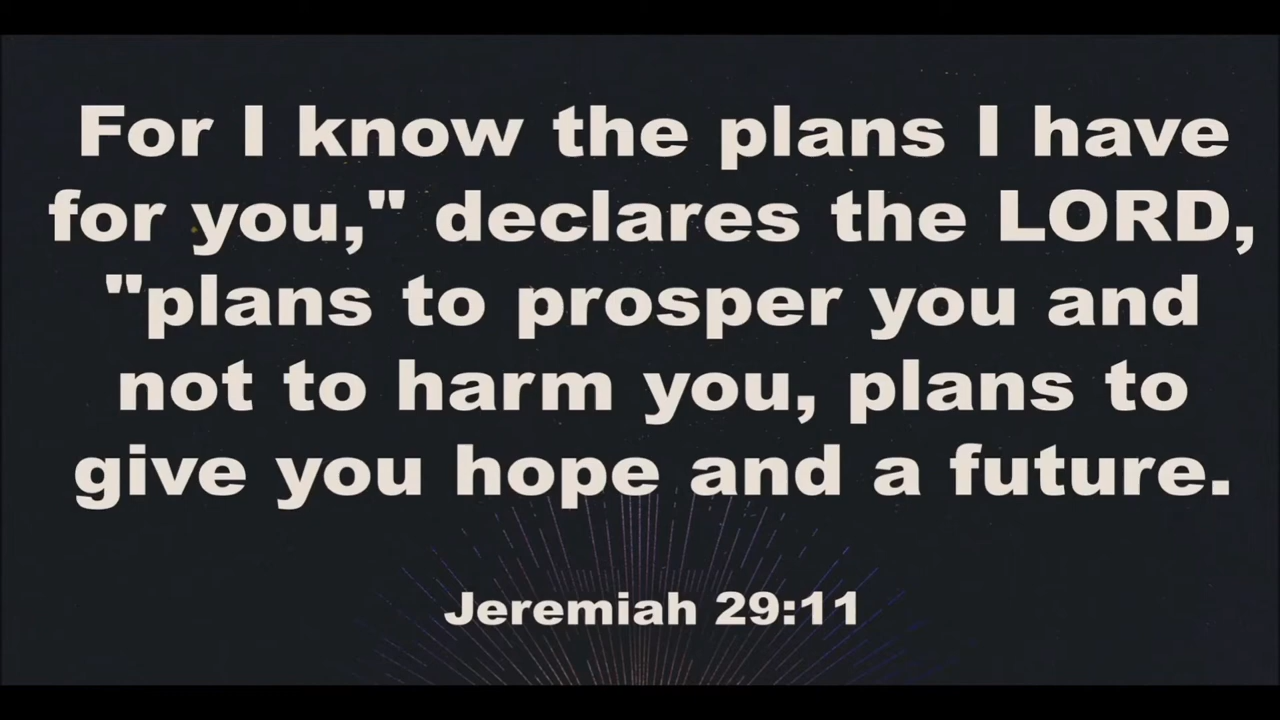 For I know the plans I have
for you," declares the LORD,
"plans to prosper you and
not to harm you, plans to
give you hope and a future.
Jeremiah 29:11